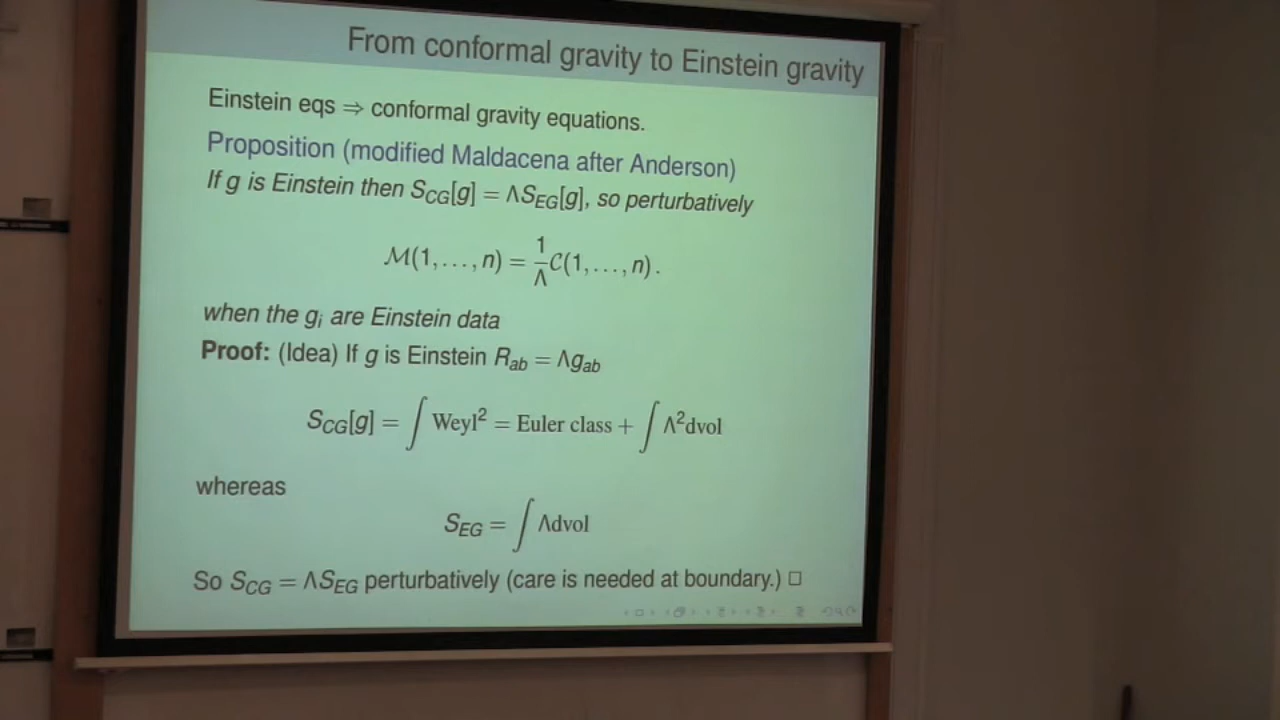 From conformal gravity to Einstein gravity
Einstein eqs ⇒ conformal gravity equations.
Proposition (modified Maldacena after Anderson)
If g is Einstein then S_CG[g] = ΛS_EG[g], so perturbatively
ℳ(1, …, n) = 1/Λ 𝒞(1, …, n) .
when the g_i are Einstein data
Proof: (Idea) If g is Einstein R_ab = Λg_ab
S_CG[g] = ∫ Weyl² = Euler class + ∫ Λ²dvol
whereas
S_EG = ∫ Λdvol
So S_CG = ΛS_EG perturbatively (care is needed at boundary.) □